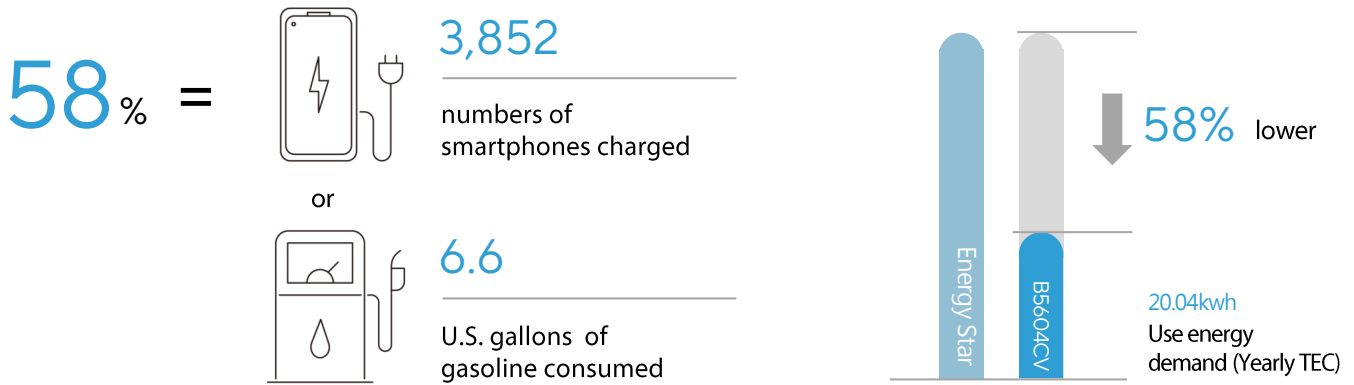 58 % =
3,852
numbers of
smartphones charged
or
6.6
U.S. gallons of
gasoline consumed
Energy Star
B5604CV
58% lower
20.04kwh
Use energy
demand (Yearly TEC)